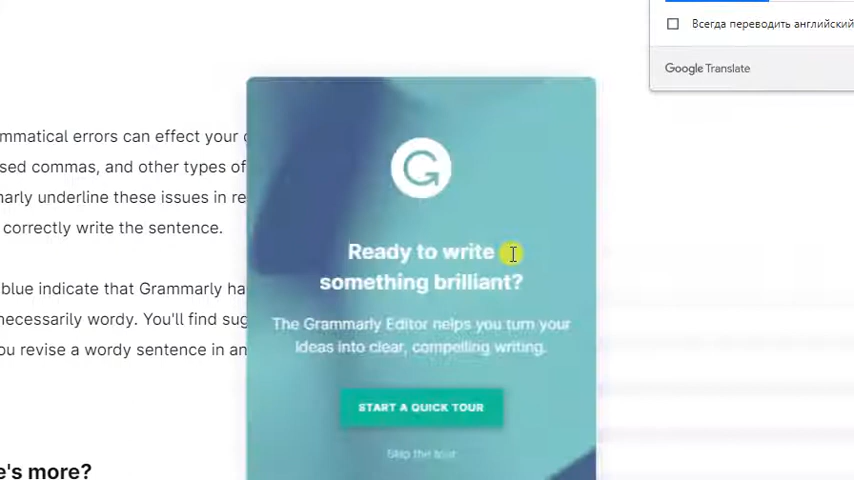 Всегда переводить английский
Google Translate
mmatical errors can effect your
sed commas, and other types of
marly underline these issues in re
correctly write the sentence.
blue indicate that Grammarly ha
necessarily wordy. You'll find sug
ou revise a wordy sentence in an
e's more?
G
Ready to write
something brilliant?
The Grammarly Editor helps you turn your
ideas into clear, compelling writing.
START A QUICK TOUR
Skip the tour